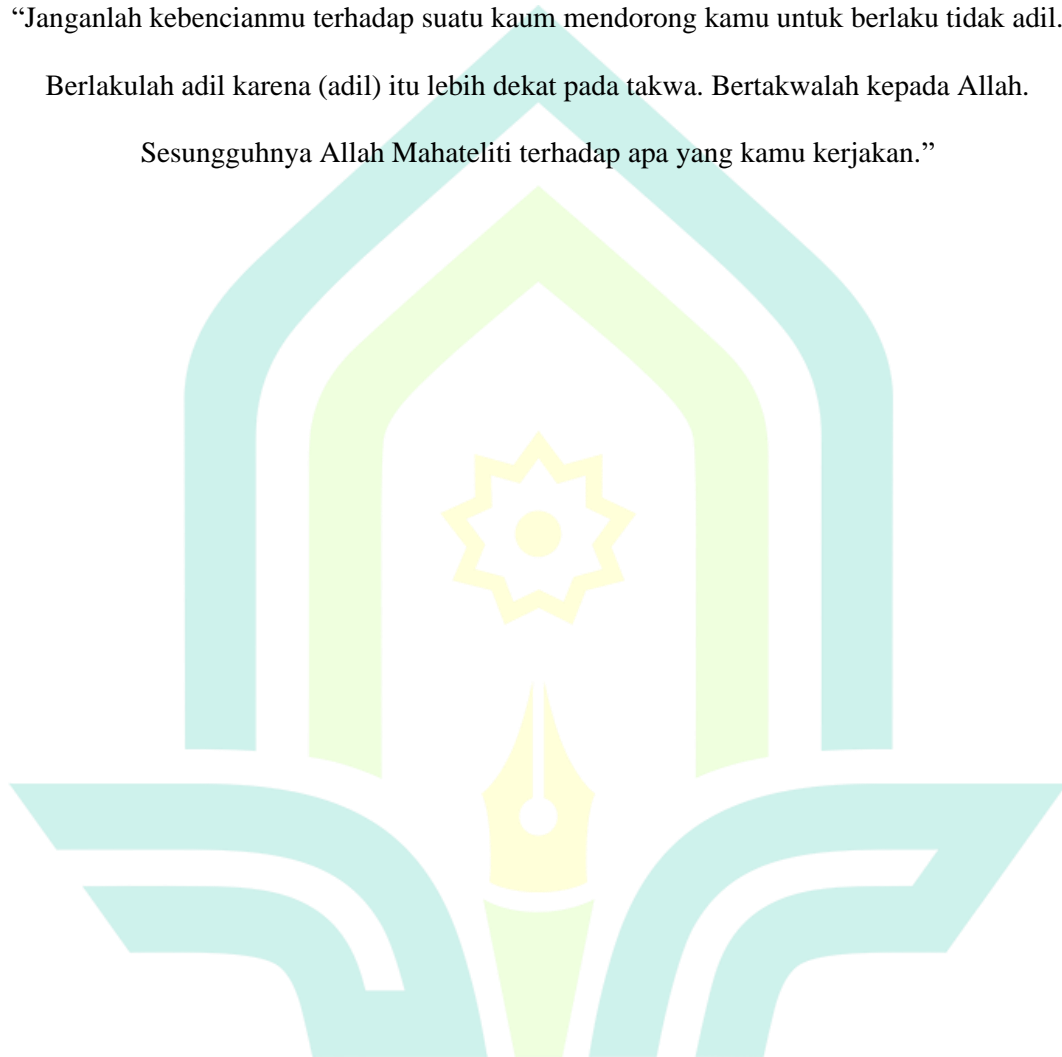 “Janganlah kebencianmu terhadap suatu kaum mendorong kamu untuk berlaku tidak adil.
Berlakulah adil karena (adil) itu lebih dekat pada takwa. Bertakwalah kepada Allah.
Sesungguhnya Allah Mahateliti terhadap apa yang kamu kerjakan.”